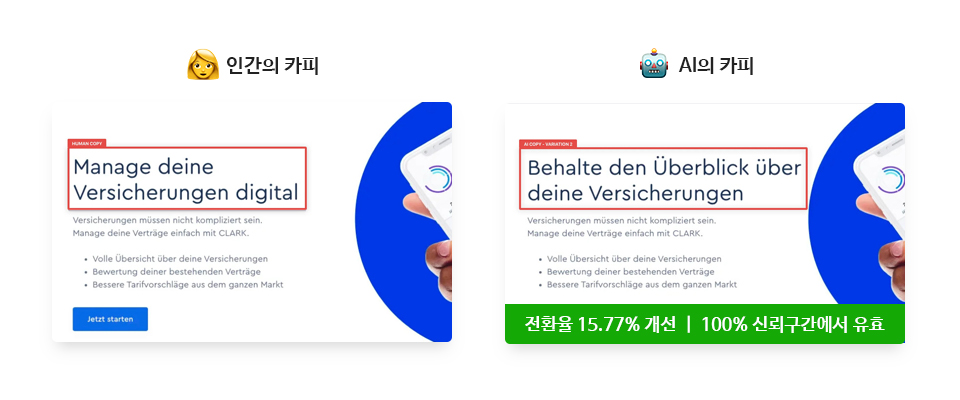 인간의 카피
HUMAN COPY
Manage deine
Versicherungen digital
Versicherungen müssen nicht kompliziert sein.
Manage deine Verträge einfach mit CLARK.
• Volle Übersicht über deine Versicherungen
• Bewertung deiner bestehenden Verträge
• Bessere Tarifvorschläge aus dem ganzen Markt
Jetzt starten
AI의 카피
AI COPY - VARIATION 2
Behalte den Überblick über
deine Versicherungen
Versicherungen müssen nicht kompliziert sein.
Manage deine Verträge einfach mit CLARK.
• Volle Übersicht über deine Versicherungen
• Bewertung deiner bestehenden Verträge
• Bessere Tarifvorschläge aus dem ganzen Markt
전환율 15.77% 개선 | 100% 신뢰구간에서 유효